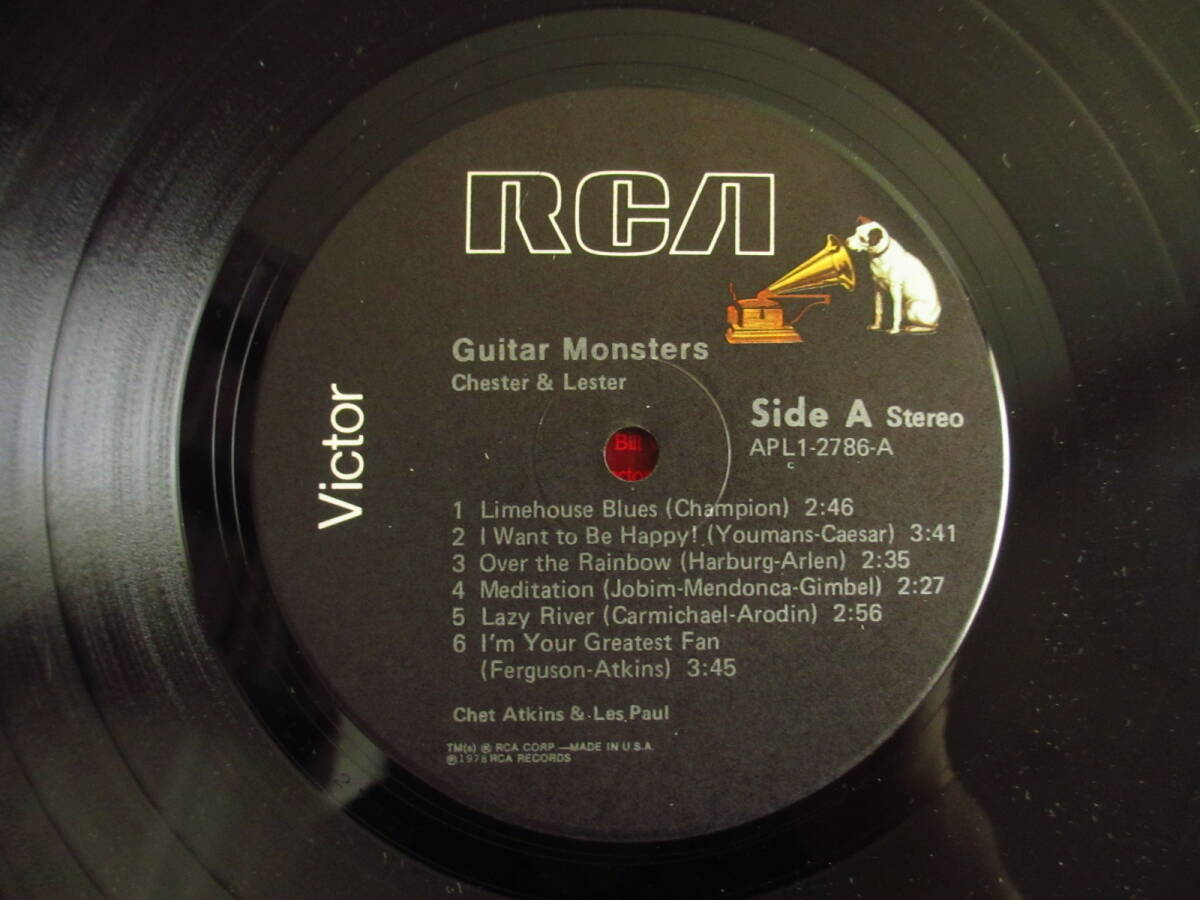 RCA
Victor
Guitar Monsters
Chester & Lester
Side A Stereo
APL1-2786-A
c
Bill
ctor
1 Limehouse Blues (Champion) 2:46
2 I Want to Be Happy! (Youmans-Caesar) 3:41
3 Over the Rainbow (Harburg-Arlen) 2:35
4 Meditation (Jobim-Mendonca-Gimbel) 2:27
5 Lazy River (Carmichael-Arodin) 2:56
6 I'm Your Greatest Fan
(Ferguson-Atkins) 3:45
Chet Atkins & Les Paul
TM(s) ® RCA CORP.—MADE IN U.S.A.
℗1978 RCA RECORDS